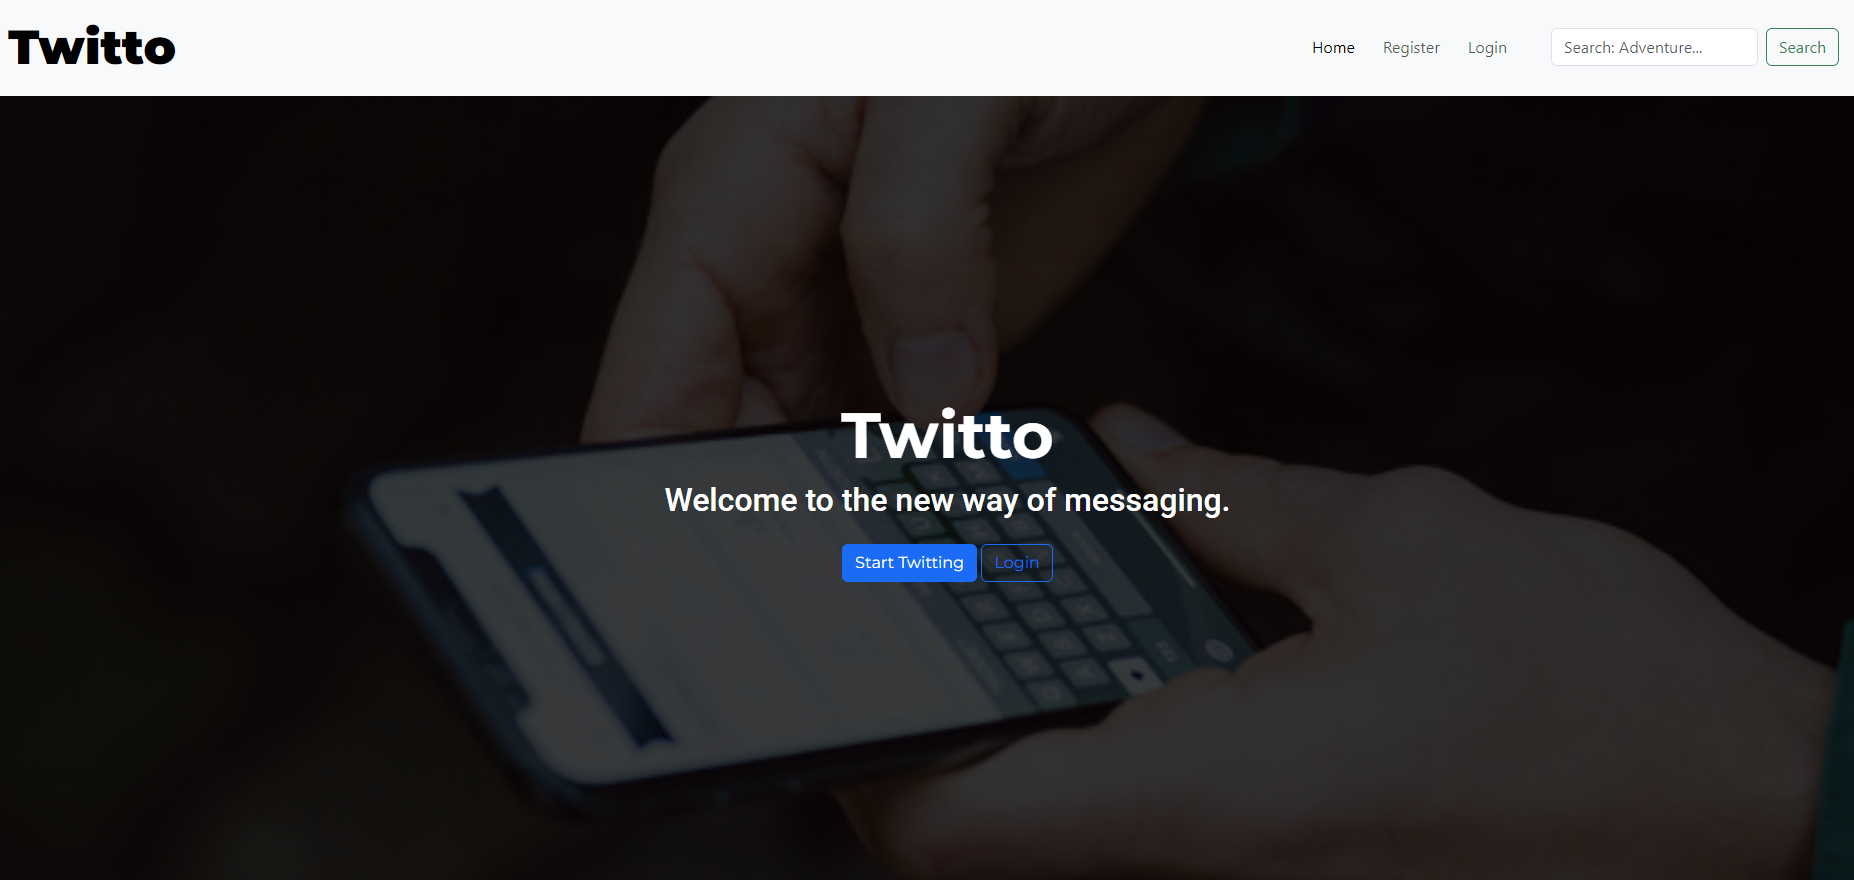 Twitto
Home Register Login Search: Adventure... Search
Twitto
Welcome to the new way of messaging.
Start Twitting Login